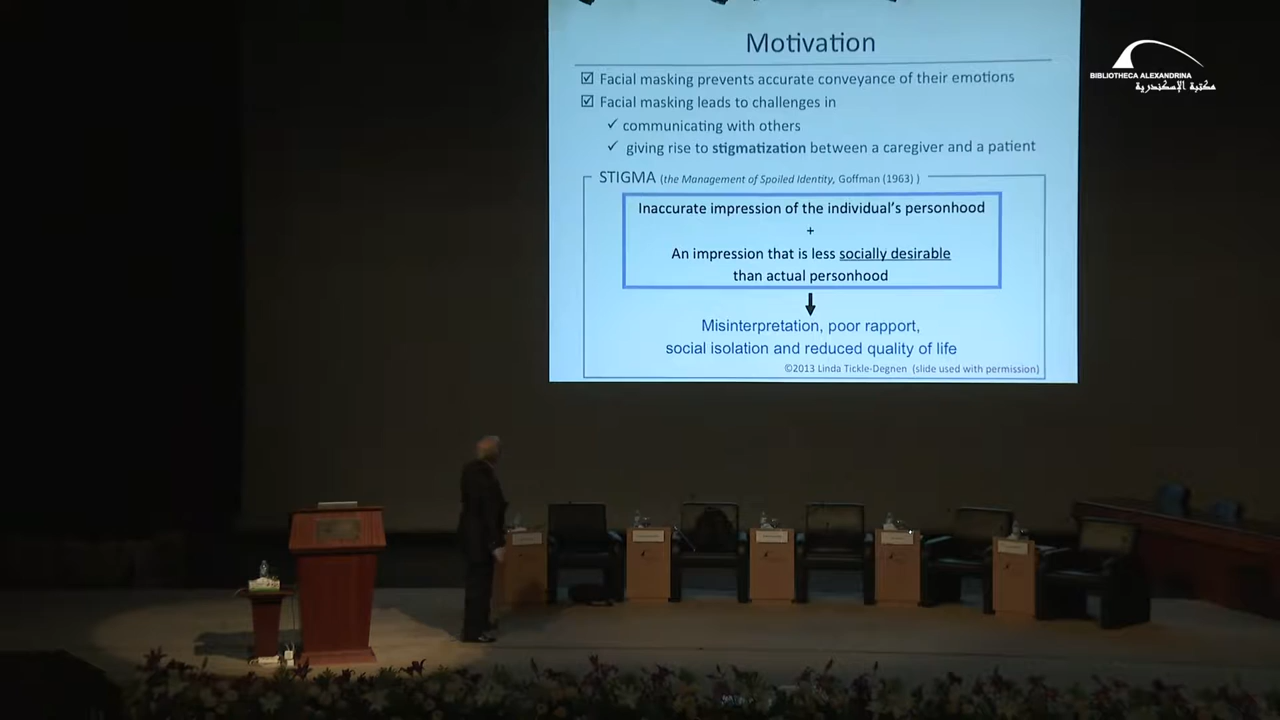 Motivation
☑ Facial masking prevents accurate conveyance of their emotions
☑ Facial masking leads to challenges in
✓ communicating with others
✓ giving rise to stigmatization between a caregiver and a patient
STIGMA (the Management of Spoiled Identity, Goffman (1963) )
Inaccurate impression of the individual's personhood
+
An impression that is less socially desirable
than actual personhood
Misinterpretation, poor rapport,
social isolation and reduced quality of life
©2013 Linda Tickle-Degnen (slide used with permission)
BIBLIOTHECA ALEXANDRINA
مكتبة الإسكندرية